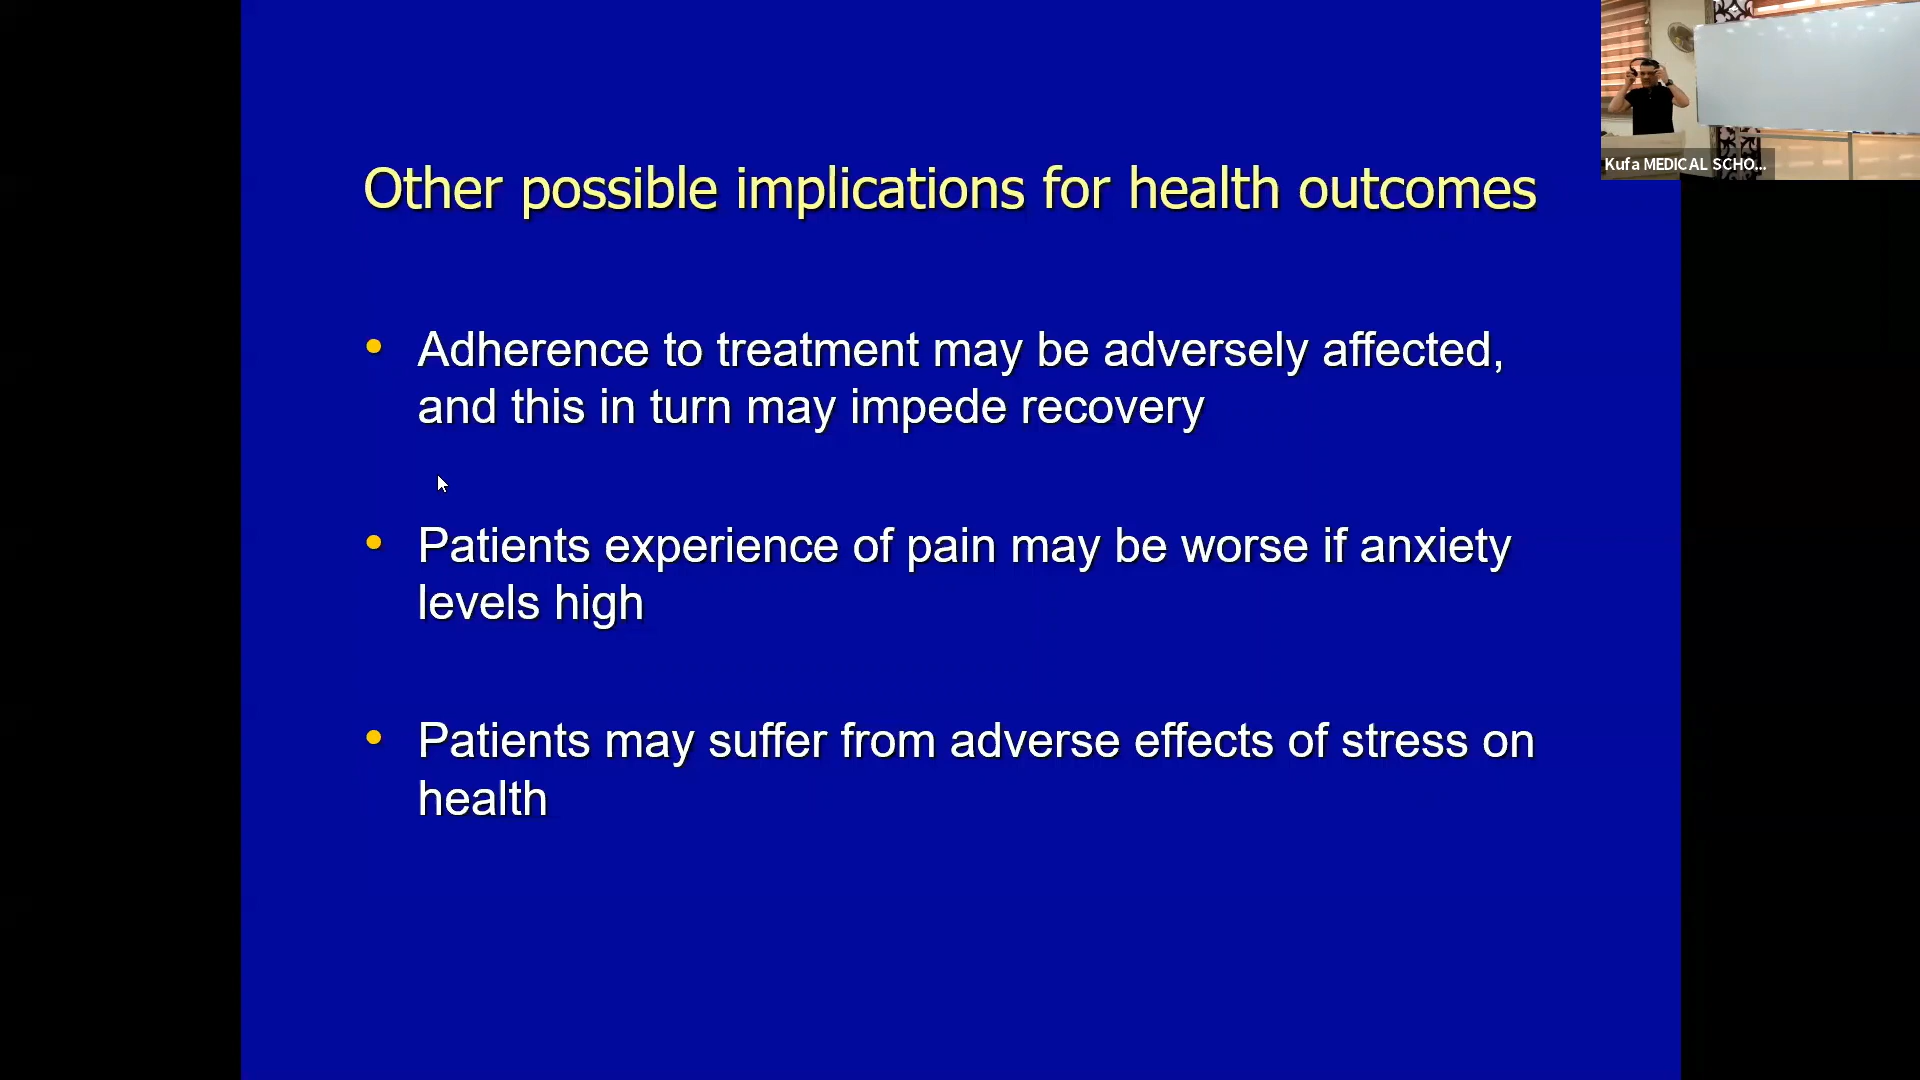 Kufa MEDICAL SCHO...
Other possible implications for health outcomes
• Adherence to treatment may be adversely affected,
and this in turn may impede recovery
• Patients experience of pain may be worse if anxiety
levels high
• Patients may suffer from adverse effects of stress on
health